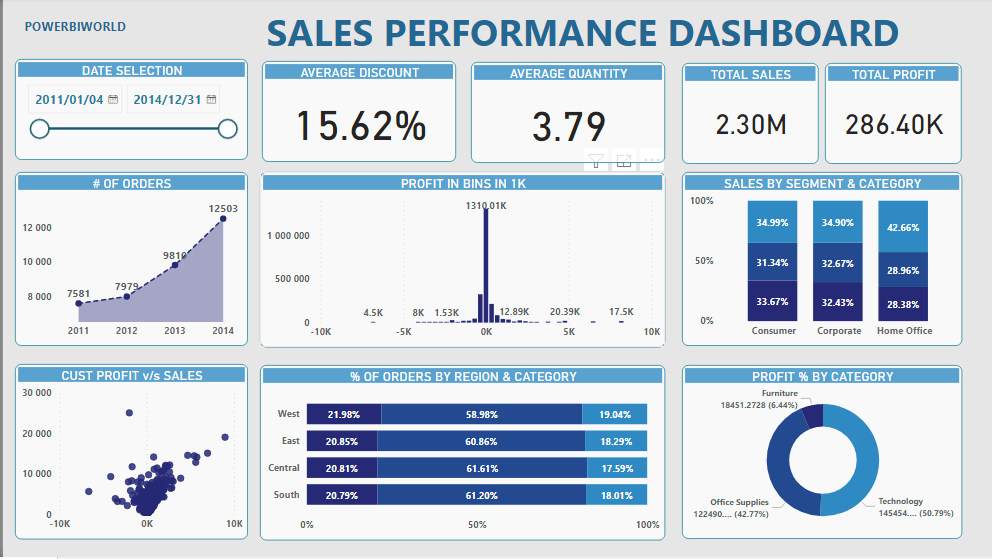 POWERBIWORLD
SALES PERFORMANCE DASHBOARD
DATE SELECTION
2011/01/04
2014/12/31
AVERAGE DISCOUNT
15.62%
AVERAGE QUANTITY
3.79
TOTAL SALES
2.30M
TOTAL PROFIT
286.40K
# OF ORDERS
12 000
10 000
8 000
7581
7979
9810
12503
2011 2012 2013 2014
PROFIT IN BINS IN 1K
1310.01K
1 000 000
500 000
0
4.5K 8K 1.53K 12.89K 20.39K 17.5K
-10K -5K 0K 5K 10K
SALES BY SEGMENT & CATEGORY
100%
50%
0%
34.99% 34.90% 42.66%
31.34% 32.67% 28.96%
33.67% 32.43% 28.38%
Consumer Corporate Home Office
CUST PROFIT v/s SALES
30 000
20 000
10 000
0
-10K 0K 10K
% OF ORDERS BY REGION & CATEGORY
West 21.98% 58.98% 19.04%
East 20.85% 60.86% 18.29%
Central 20.81% 61.61% 17.59%
South 20.79% 61.20% 18.01%
0% 50% 100%
PROFIT % BY CATEGORY
Furniture
18451.2728 (6.44%)
Office Supplies
122490.... (42.77%)
Technology
145454.... (50.79%)